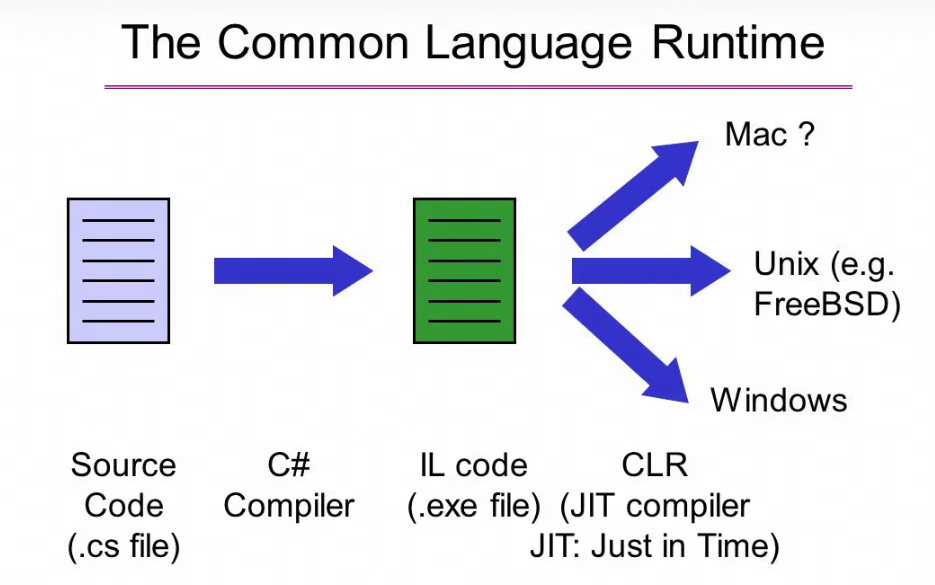 The Common Language Runtime
Mac ?
Unix (e.g.
FreeBSD)
Windows
Source
Code
(.cs file)
C#
Compiler
IL code
(.exe file)
CLR
(JIT compiler
JIT: Just in Time)